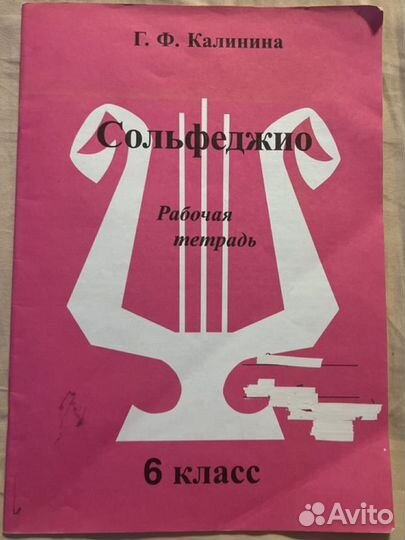 Г. Ф. Калинина
Сольфеджио
Рабочая
тетрадь
6 класс
Avito